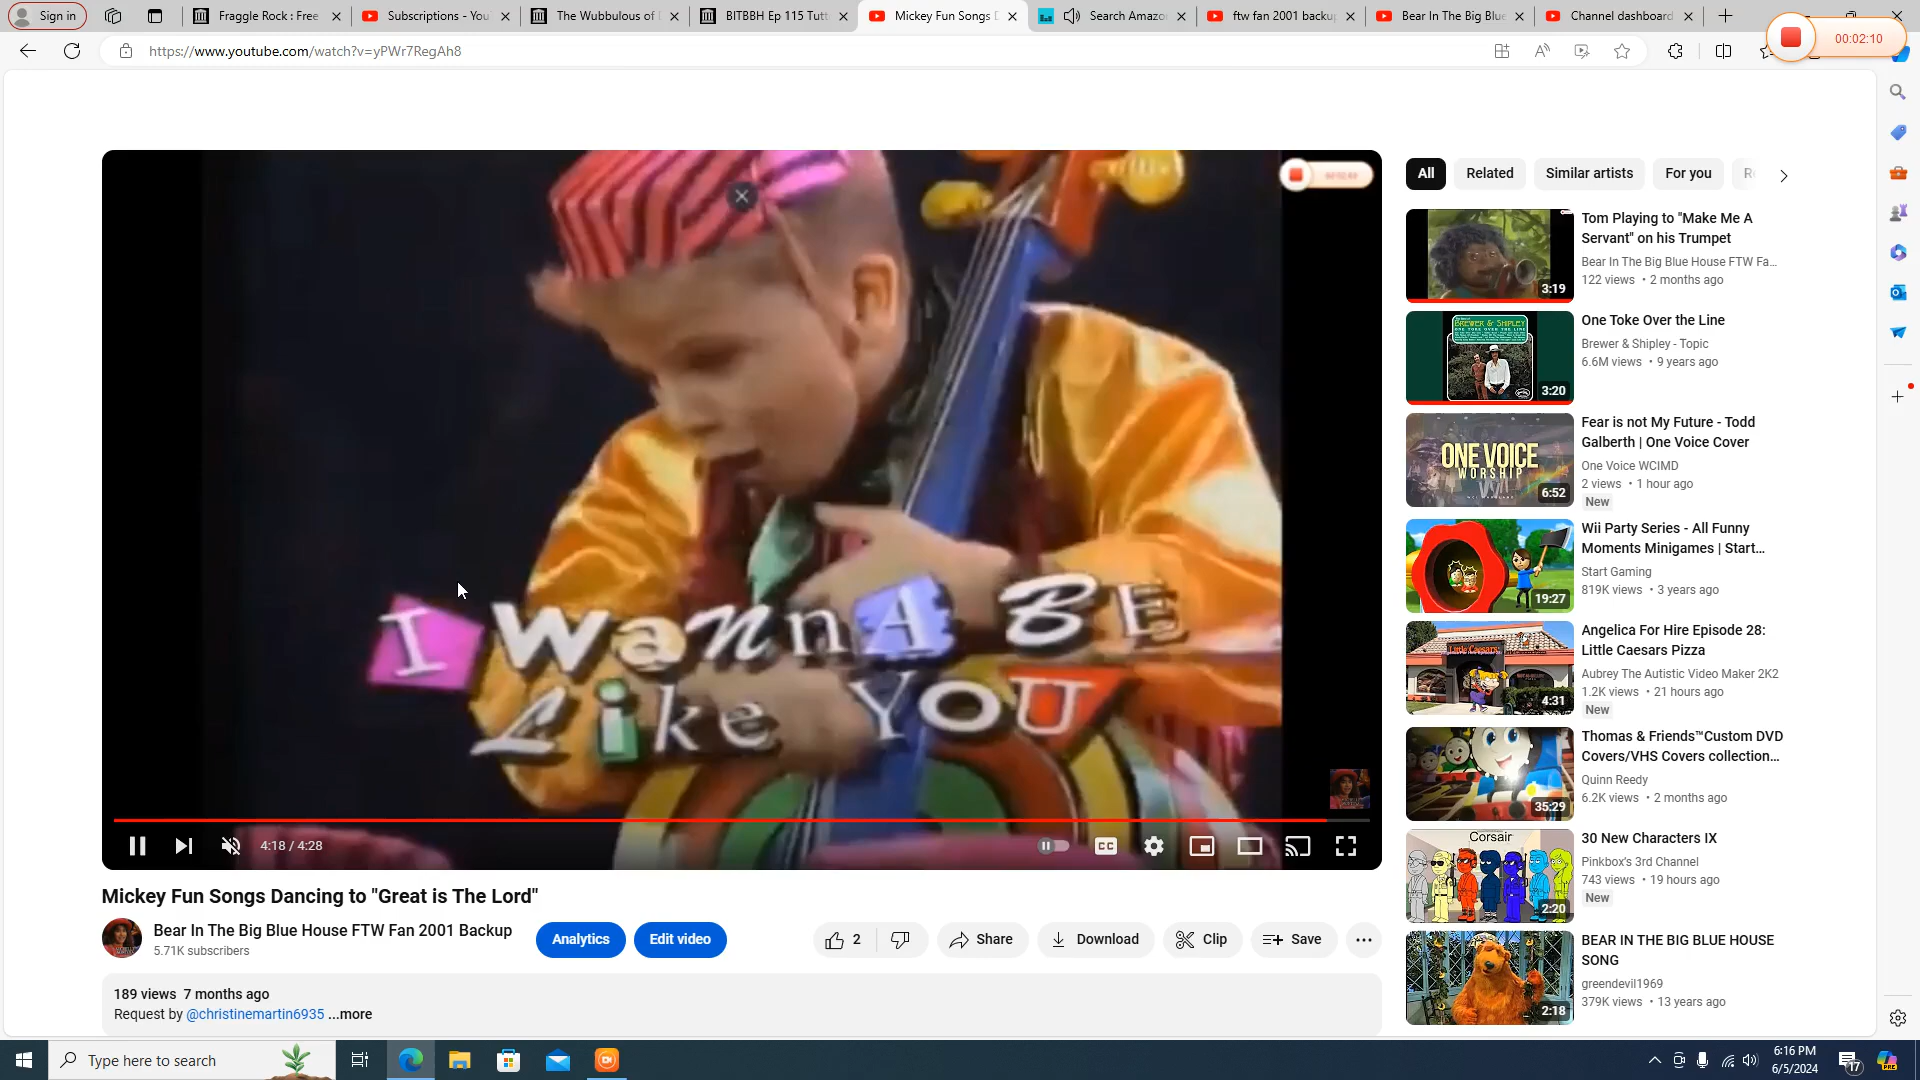 Sign in
Fraggle Rock : Free
Subscriptions - You
The Wubbulous of
BITBBH Ep 115 Tutt
Mickey Fun Songs D
Search Amazo
ftw fan 2001 backup
Bear In The Big Blue
Channel dashboard
https://www.youtube.com/watch?v=yPWr7RegAh8
00:02:10
I WannA BE
Like YOU
4:18 / 4:28
CC
Mickey Fun Songs Dancing to "Great is The Lord"
Bear In The Big Blue House FTW Fan 2001 Backup
5.71K subscribers
Analytics
Edit video
2
Share
Download
Clip
Save
189 views 7 months ago
Request by @christinemartin6935 ...more
All
Related
Similar artists
For you
Tom Playing to "Make Me A
Servant" on his Trumpet
Bear In The Big Blue House FTW Fa...
122 views • 2 months ago
3:19
One Toke Over the Line
Brewer & Shipley - Topic
6.6M views • 9 years ago
BREWER & SHIPLEY
3:20
Fear is not My Future - Todd
Galberth | One Voice Cover
One Voice WCIMD
2 views • 1 hour ago
New
ONE VOICE
WORSHIP
6:52
Wii Party Series - All Funny
Moments Minigames | Start...
Start Gaming
819K views • 3 years ago
19:27
Angelica For Hire Episode 28:
Little Caesars Pizza
Aubrey The Autistic Video Maker 2K2
1.2K views • 21 hours ago
New
Little Caesars
4:31
Thomas & Friends™Custom DVD
Covers/VHS Covers collection...
Quinn Reedy
6.2K views • 2 months ago
35:29
30 New Characters IX
Pinkbox's 3rd Channel
743 views • 19 hours ago
New
Corsair
2:20
BEAR IN THE BIG BLUE HOUSE
SONG
greendevil1969
379K views • 13 years ago
2:18
Type here to search
6:16 PM
6/5/2024
17
PRE